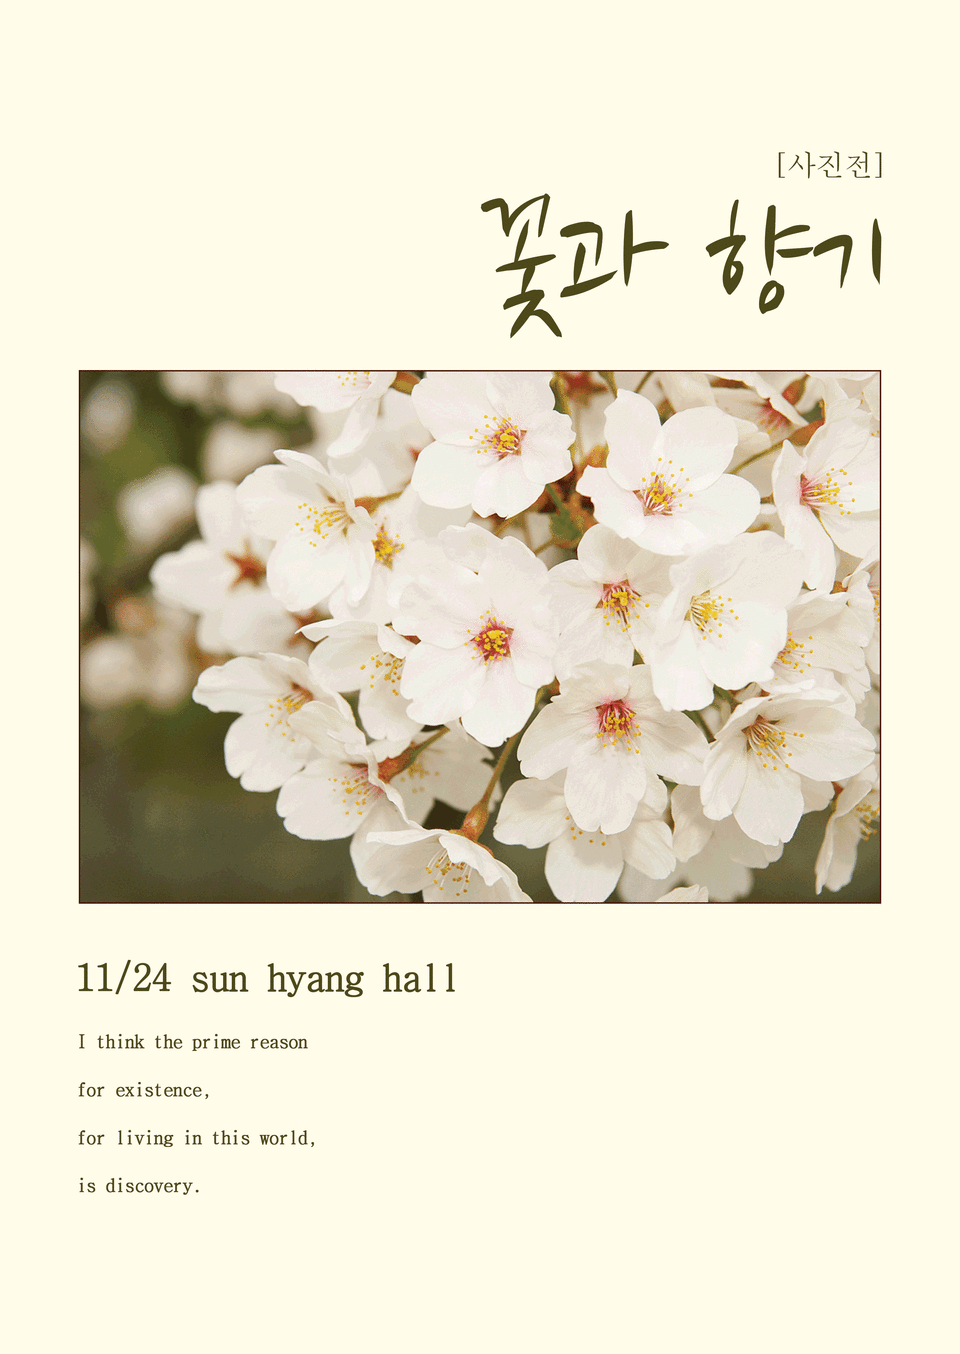 [사진전]
꽃과 향기
11/24 sun hyang hall
I think the prime reason
for existence,
for living in this world,
is discovery.